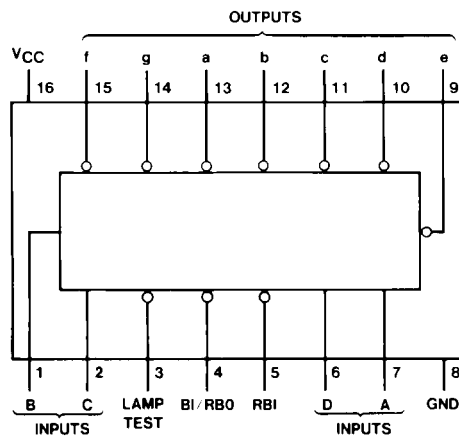 OUTPUTS
VCC f g a b c d e
16 15 14 13 12 11 10 9
1 2 3 4 5 6 7 8
B C LAMP TEST BI/RBO RBI D A GND
INPUTS INPUTS